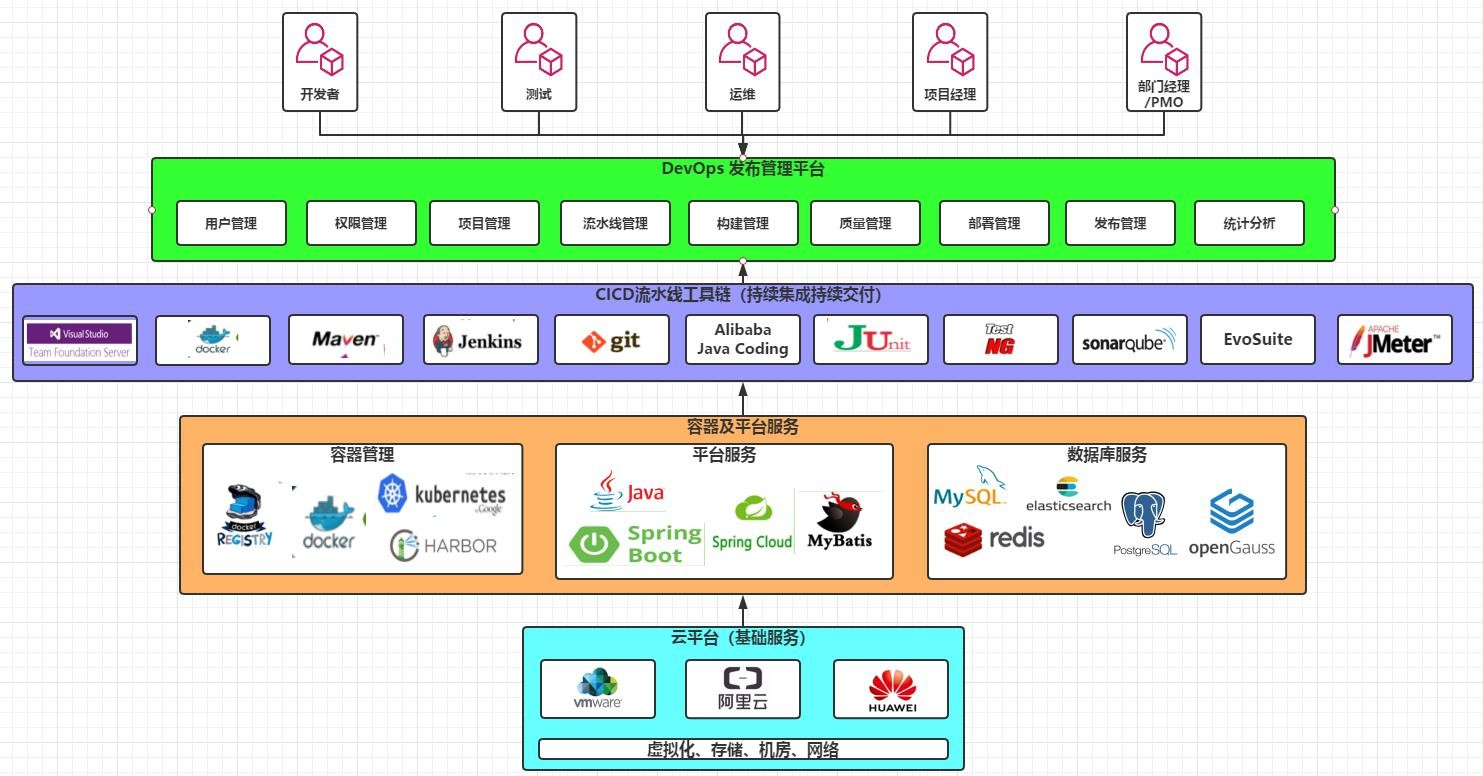 开发者
测试
运维
项目经理
部门经理
/PMO
DevOps 发布管理平台
用户管理
权限管理
项目管理
流水线管理
构建管理
质量管理
部署管理
发布管理
统计分析
CICD流水线工具链（持续集成持续交付）
Visual Studio
Team Foundation Server
docker
Maven
Jenkins
git
Alibaba
Java Coding
JUnit
Test
NG
sonarqube
EvoSuite
APACHE
JMeter™
容器及平台服务
容器管理
docker
REGISTRY
docker
kubernetes
by Google
HARBOR
平台服务
Java
Spring
Boot
Spring Cloud
MyBatis
数据库服务
MySQL
elasticsearch
redis
PostgreSQL
openGauss
云平台（基础服务）
vmware
阿里云
HUAWEI
虚拟化、存储、机房、网络